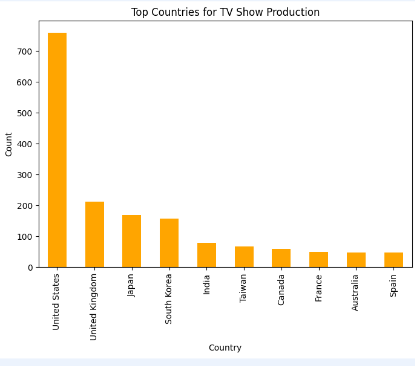 Top Countries for TV Show Production
Count
700
600
500
400
300
200
100
0
United States
United Kingdom
Japan
South Korea
India
Taiwan
Canada
France
Australia
Spain
Country